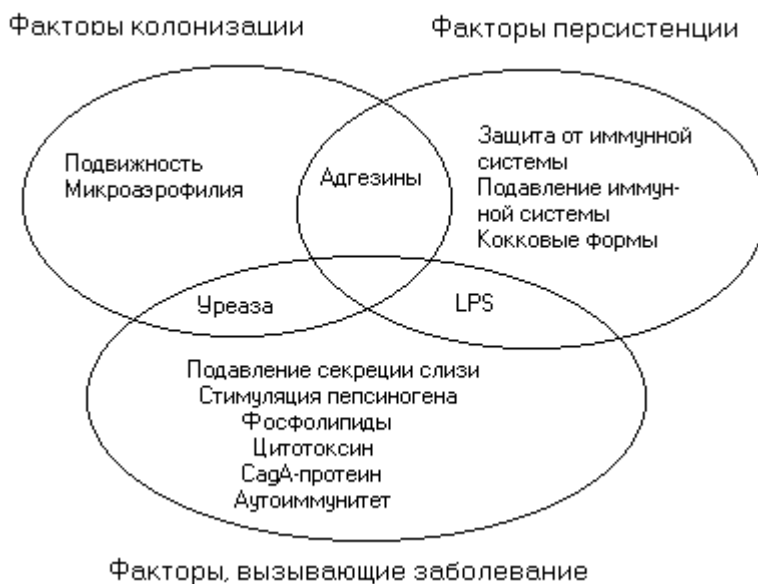 Факторы колонизации
Факторы персистенции
Подвижность
Микроаэрофилия
Адгезины
Защита от иммунной
системы
Подавление иммун-
ной системы
Кокковые формы
Уреаза
LPS
Подавление секреции слизи
Стимуляция пепсиногена
Фосфолипиды
Цитотоксин
CagA-протеин
Аутоиммунитет
Факторы, вызывающие заболевание